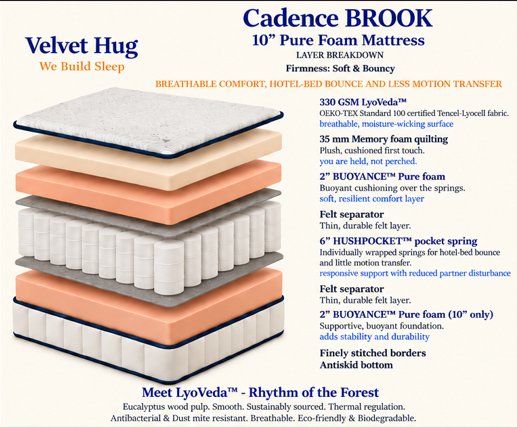 Velvet Hug
We Build Sleep
Cadence BROOK
10” Pure Foam Mattress
LAYER BREAKDOWN
Firmness: Soft & Bouncy
BREATHABLE COMFORT, HOTEL-BED BOUNCE AND LESS MOTION TRANSFER
330 GSM LyoVeda™
OEKO-TEX Standard 100 certified Tencel-Lyocell fabric.
breathable, moisture-wicking surface
35 mm Memory foam quilting
Plush, cushioned first touch.
you are held, not perched.
2” BUOYANCE™ Pure foam
Buoyant cushioning over the springs.
soft, resilient comfort layer
Felt separator
Thin, durable felt layer.
6” HUSHPOCKET™ pocket spring
Individually wrapped springs for hotel-bed bounce
and little motion transfer.
responsive support with reduced partner disturbance
Felt separator
Thin, durable felt layer.
2” BUOYANCE™ Pure foam (10” only)
Supportive, buoyant foundation.
adds stability and durability
Finely stitched borders
Antiskid bottom
Meet LyoVeda™ - Rhythm of the Forest
Eucalyptus wood pulp. Smooth. Sustainably sourced. Thermal regulation.
Antibacterial & Dust mite resistant. Breathable. Eco-friendly & Biodegradable.